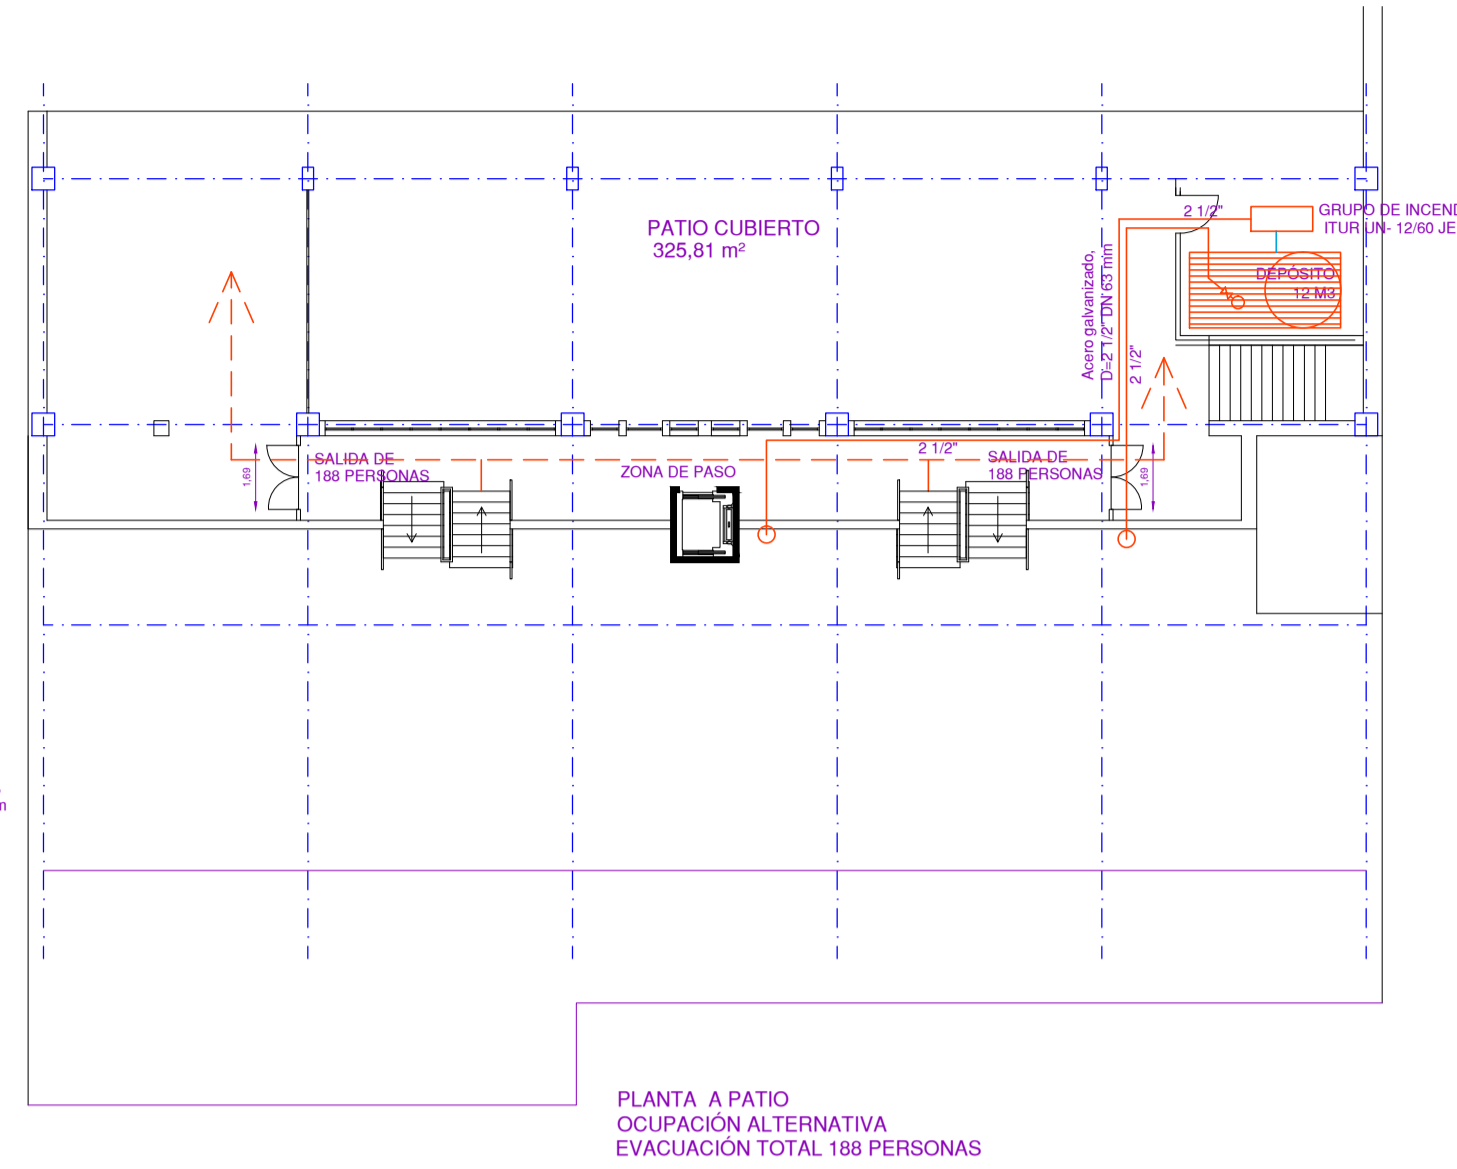 PATIO CUBIERTO
325,81 m²
2 1/2"
GRUPO DE INCEND
ITUR UN- 12/60 JE
DEPÓSITO
12 M3
Acero galvanizado,
D=2 1/2" DN 63 mm
2 1/2"
2 1/2"
SALIDA DE
188 PERSONAS
1,69
ZONA DE PASO
SALIDA DE
188 PERSONAS
1,69
m
PLANTA A PATIO
OCUPACIÓN ALTERNATIVA
EVACUACIÓN TOTAL 188 PERSONAS